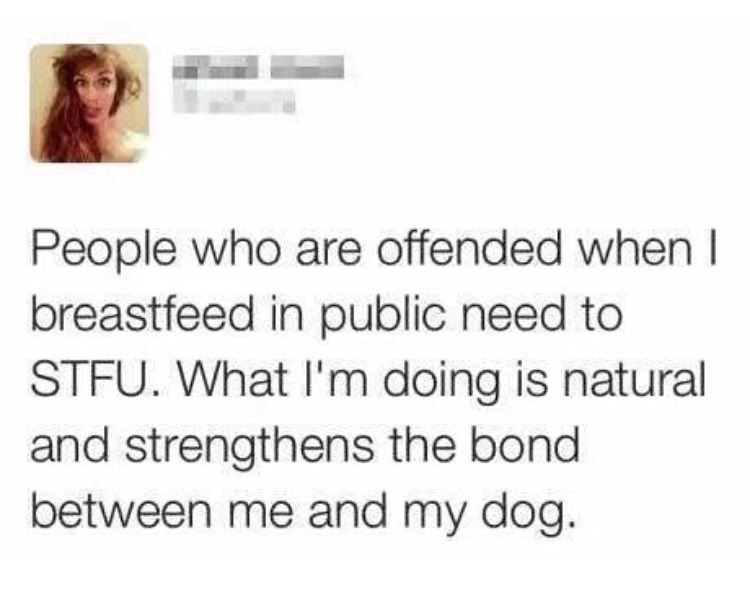 People who are offended when I
breastfeed in public need to
STFU. What I'm doing is natural
and strengthens the bond
between me and my dog.